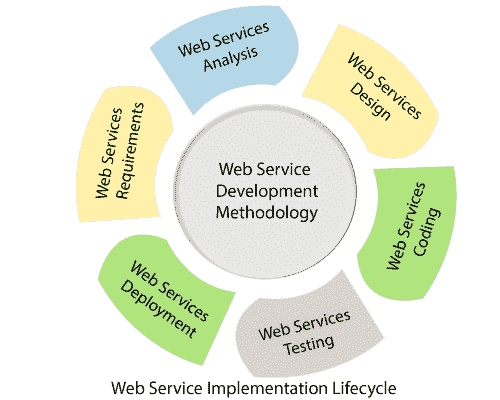 Web Services
Analysis
Web Services
Design
Web Services
Coding
Web Services
Testing
Web Services
Deployment
Web Services
Requirements
Web Service
Development
Methodology
Web Service Implementation Lifecycle